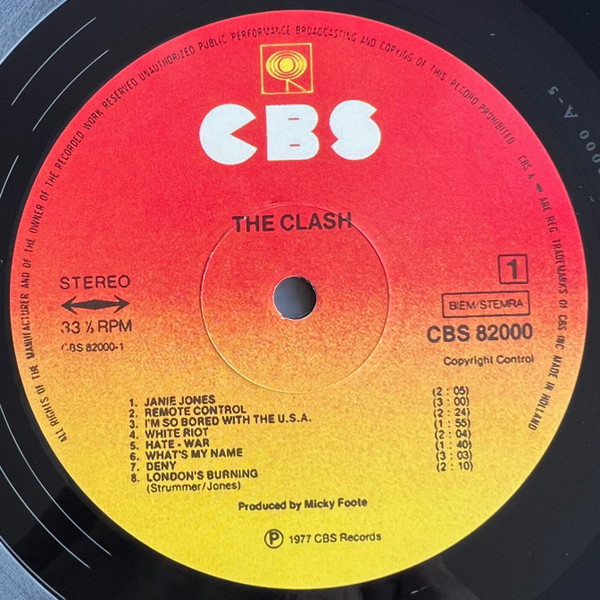 ALL RIGHTS OF THE MANUFACTURER AND OF THE OWNER OF THE RECORDED WORK RESERVED UNAUTHORIZED PUBLIC PERFORMANCE BROADCASTING AND COPYING OF THIS RECORD PROHIBITED CBS & ARE REG. TRADEMARKS OF CBS INC MADE IN HOLLAND
CBS
THE CLASH
STEREO
33 ⅓ RPM
CBS 82000-1
1
BIEM/STEMRA
CBS 82000
Copyright Control
1. JANIE JONES (2 : 05)
2. REMOTE CONTROL (3 : 00)
3. I'M SO BORED WITH THE U.S.A. (2 : 24)
4. WHITE RIOT (1 : 55)
5. HATE - WAR (2 : 04)
6. WHAT'S MY NAME (1 : 40)
7. DENY (3 : 03)
8. LONDON'S BURNING (2 : 10)
(Strummer/Jones)
Produced by Micky Foote
Ⓟ 1977 CBS Records